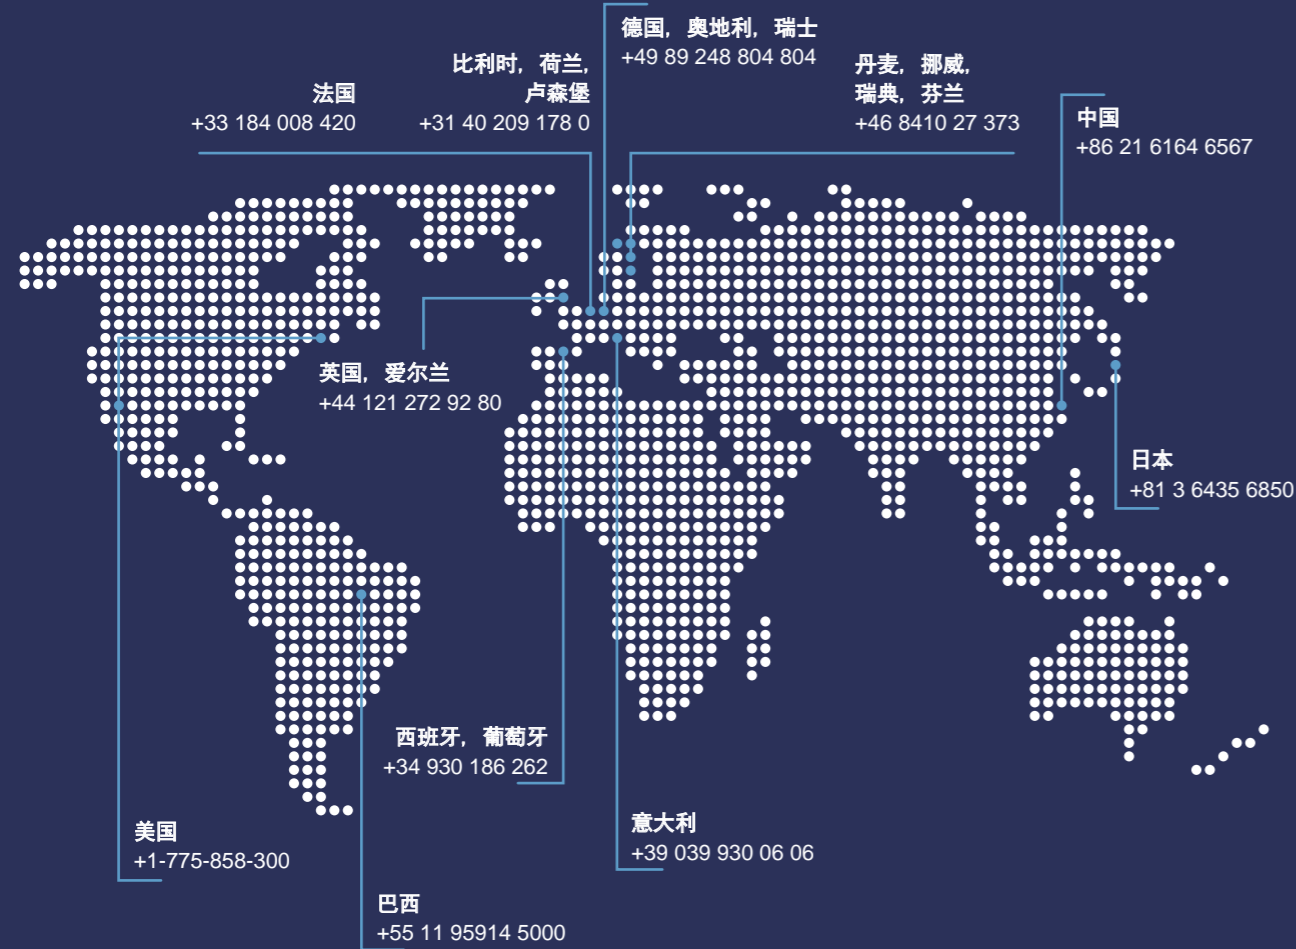 德国，奥地利，瑞士
+49 89 248 804 804
比利时，荷兰,
卢森堡
+31 40 209 178 0
丹麦，挪威,
瑞典，芬兰
+46 8410 27 373
法国
+33 184 008 420
中国
+86 21 6164 6567
英国，爱尔兰
+44 121 272 92 80
日本
+81 3 6435 6850
西班牙，葡萄牙
+34 930 186 262
美国
+1-775-858-300
意大利
+39 039 930 06 06
巴西
+55 11 95914 5000